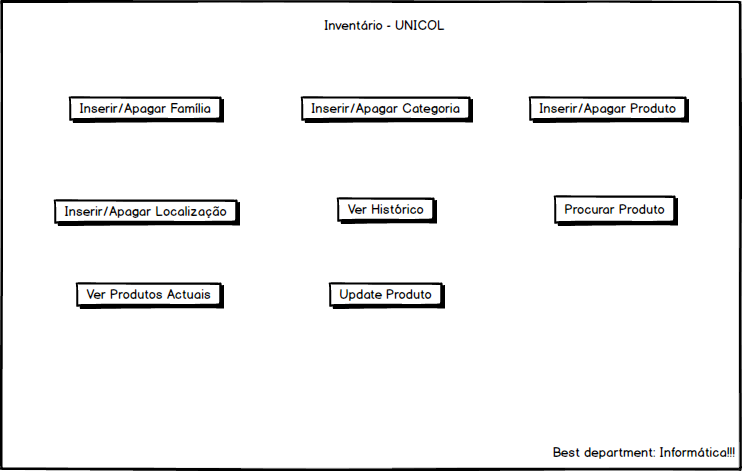 Inventário - UNICOL
Inserir/Apagar Família
Inserir/Apagar Categoria
Inserir/Apagar Produto
Inserir/Apagar Localização
Ver Histórico
Procurar Produto
Ver Produtos Actuais
Update Produto
Best department: Informática!!!